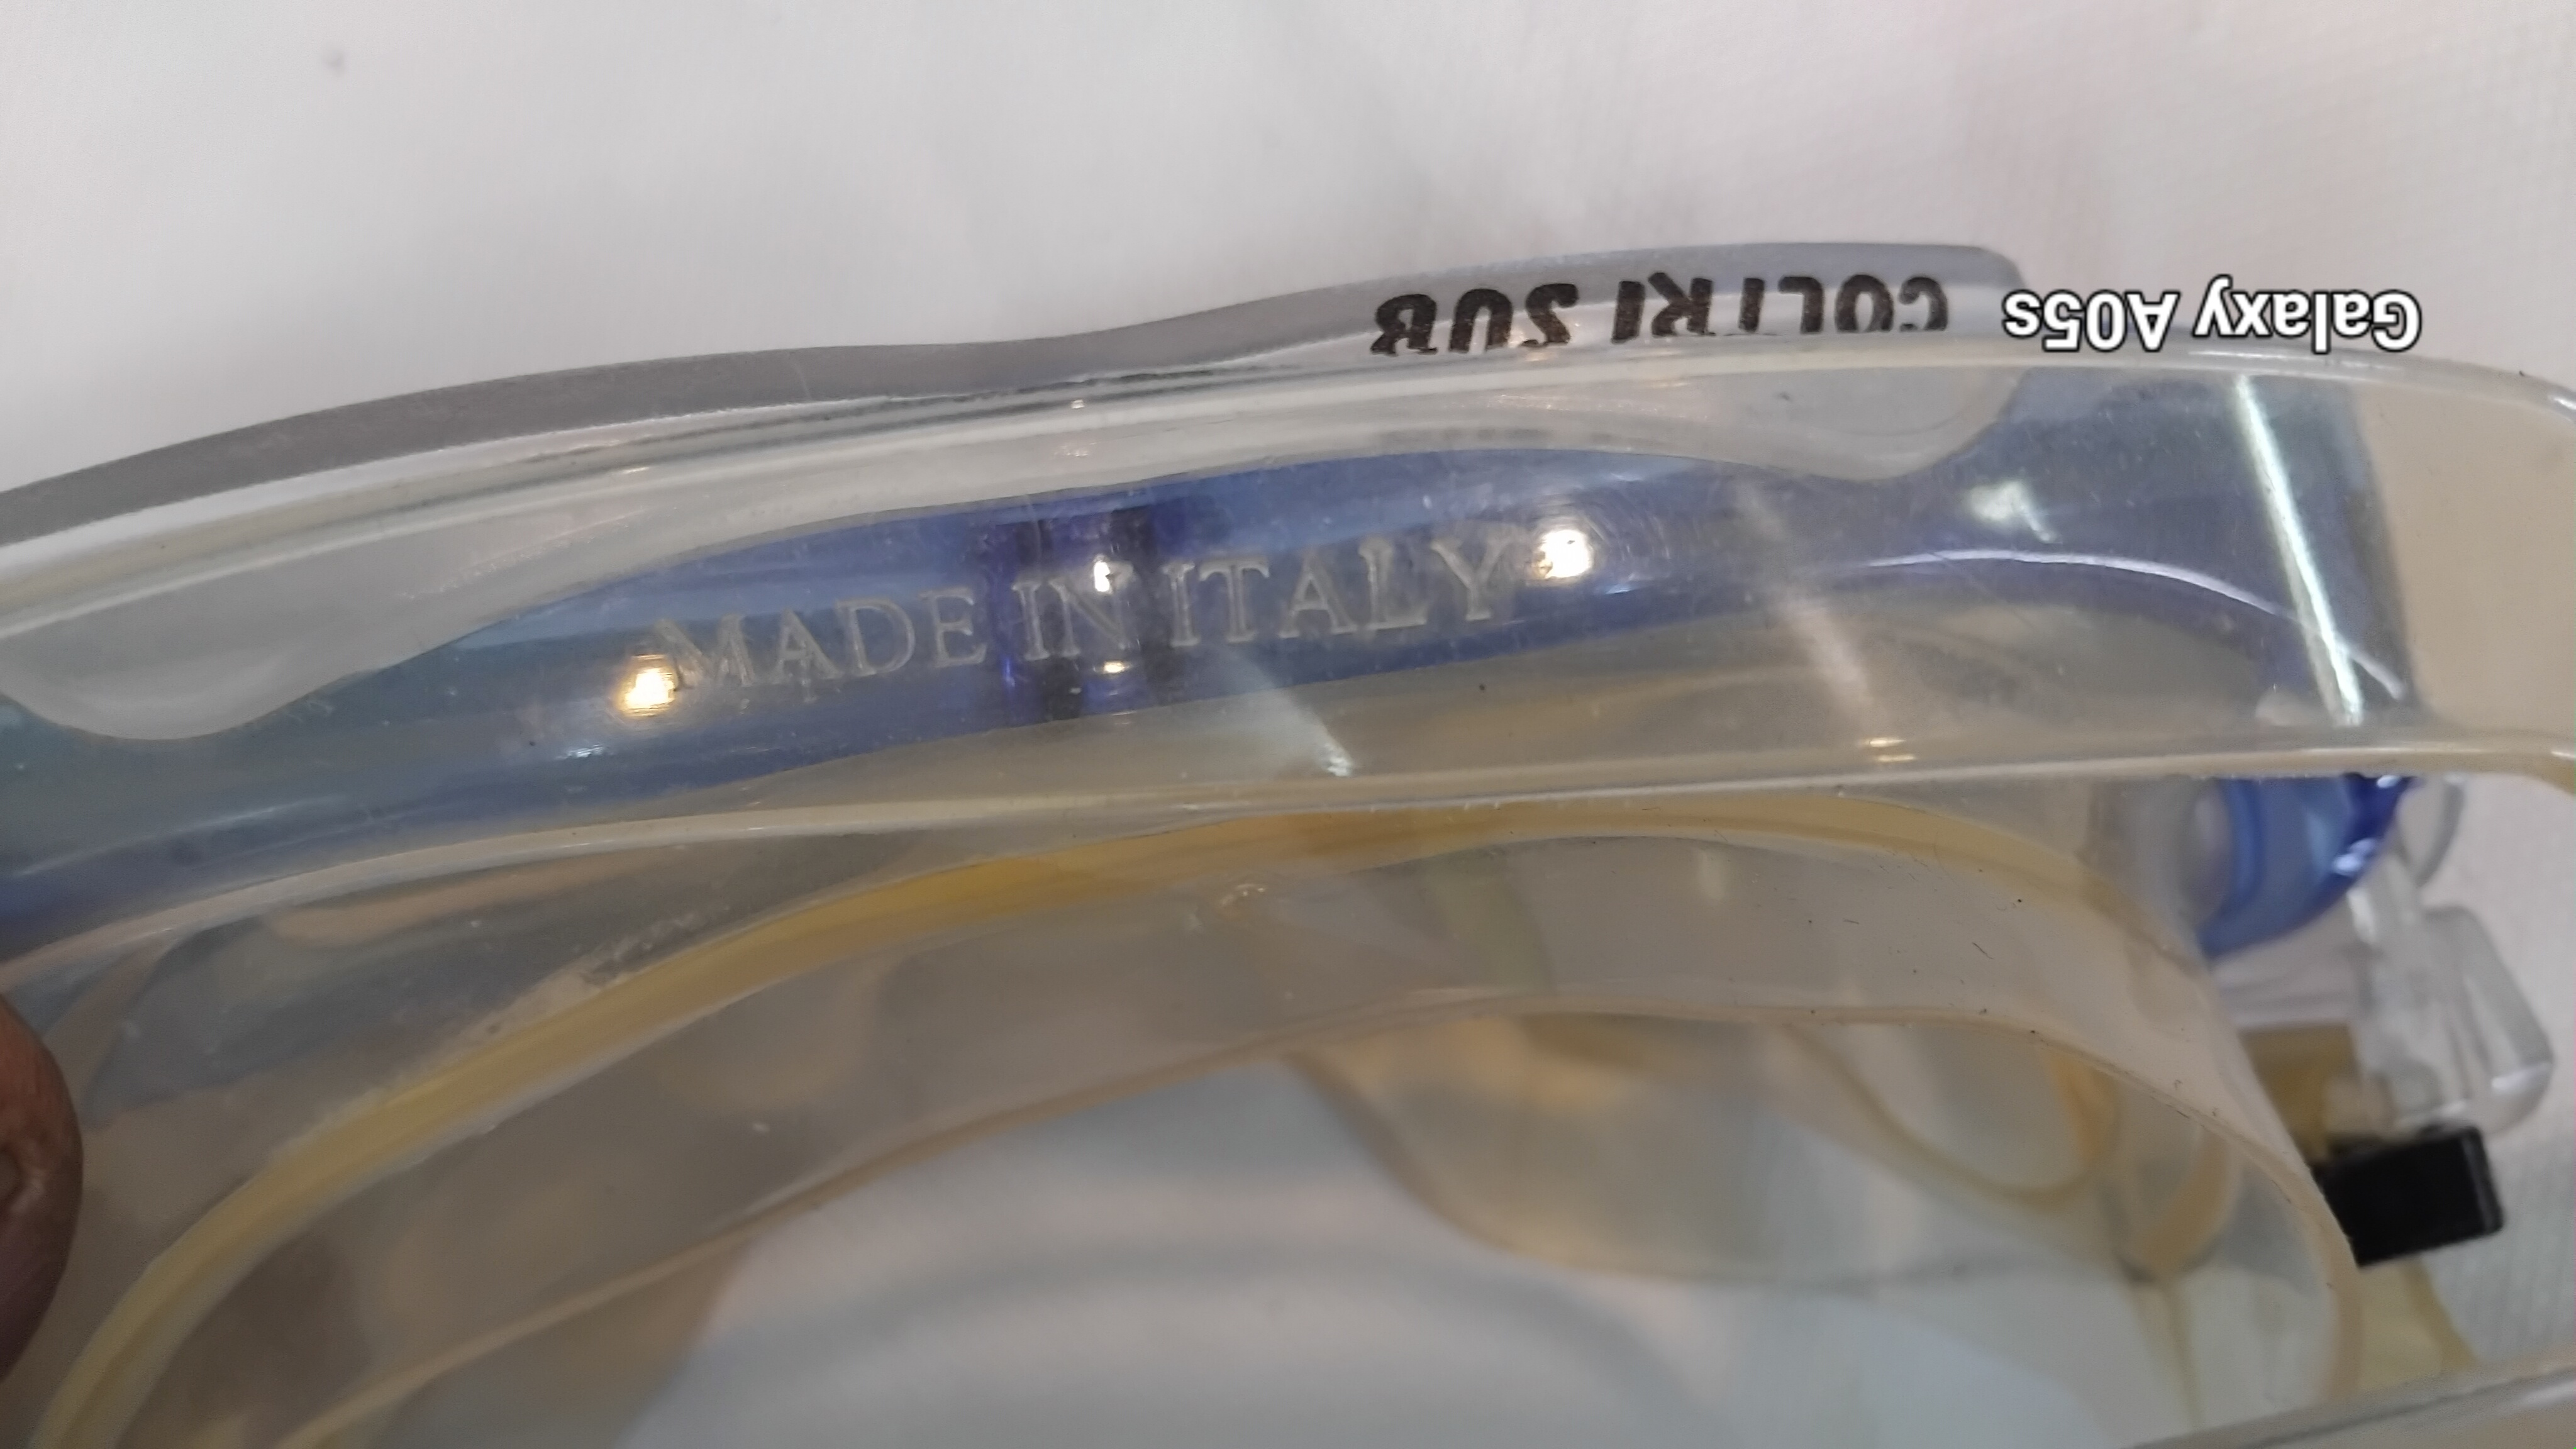 COLTRI SUB
Galaxy A05s
MADE IN ITALY